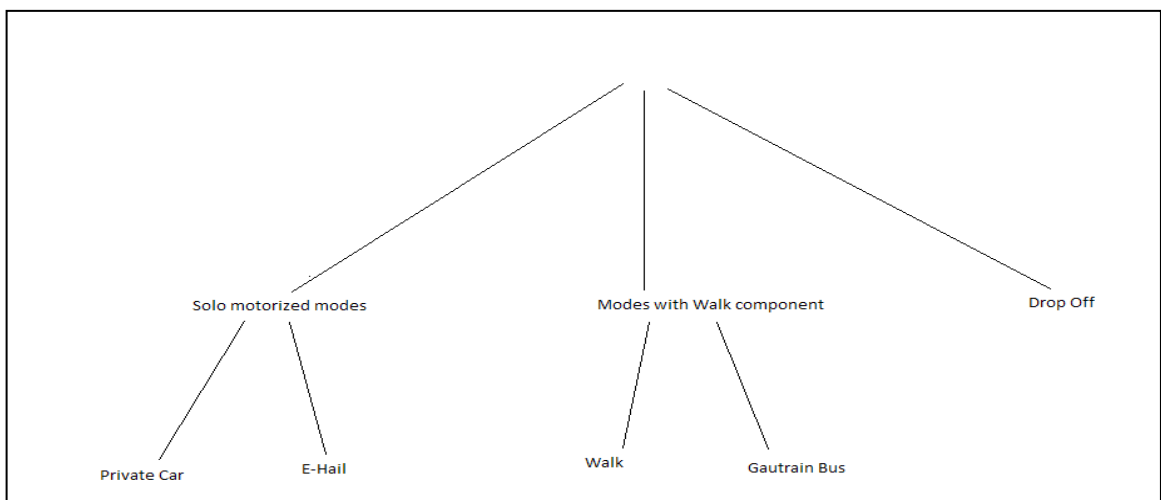 Solo motorized modes
Modes with Walk component
Drop Off
Private Car
E-Hail
Walk
Gautrain Bus